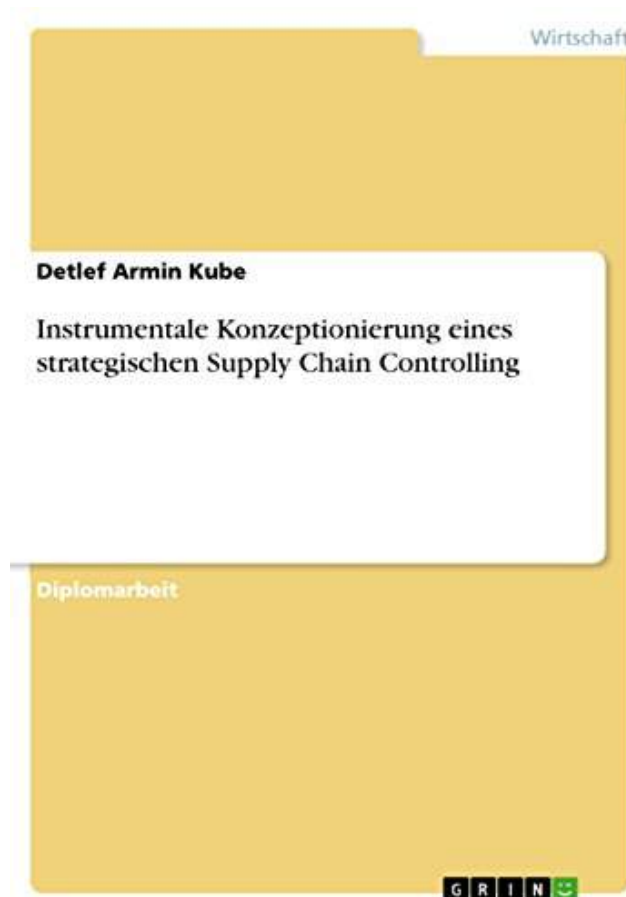 Wirtschaft
Detlef Armin Kube
Instrumentale Konzeptionierung eines
strategischen Supply Chain Controlling
Diplomarbeit
GRIN